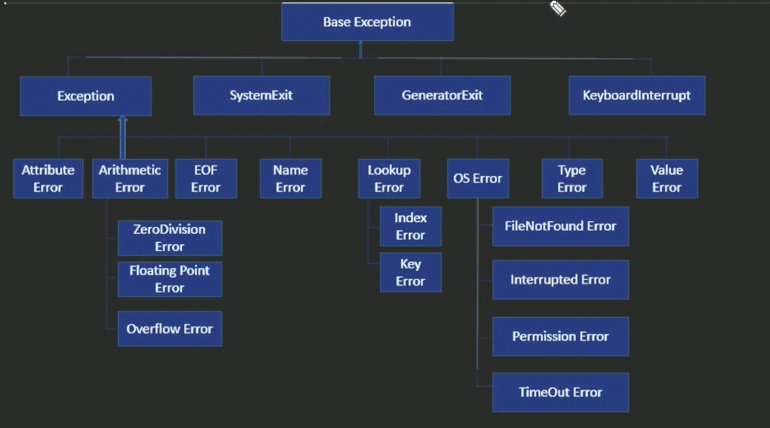 Base Exception
Exception
SystemExit
GeneratorExit
KeyboardInterrupt
Attribute
Error
Arithmetic
Error
EOF
Error
Name
Error
Lookup
Error
OS Error
Type
Error
Value
Error
ZeroDivision
Error
Floating Point
Error
Overflow Error
Index
Error
Key
Error
FileNotFound Error
Interrupted Error
Permission Error
TimeOut Error